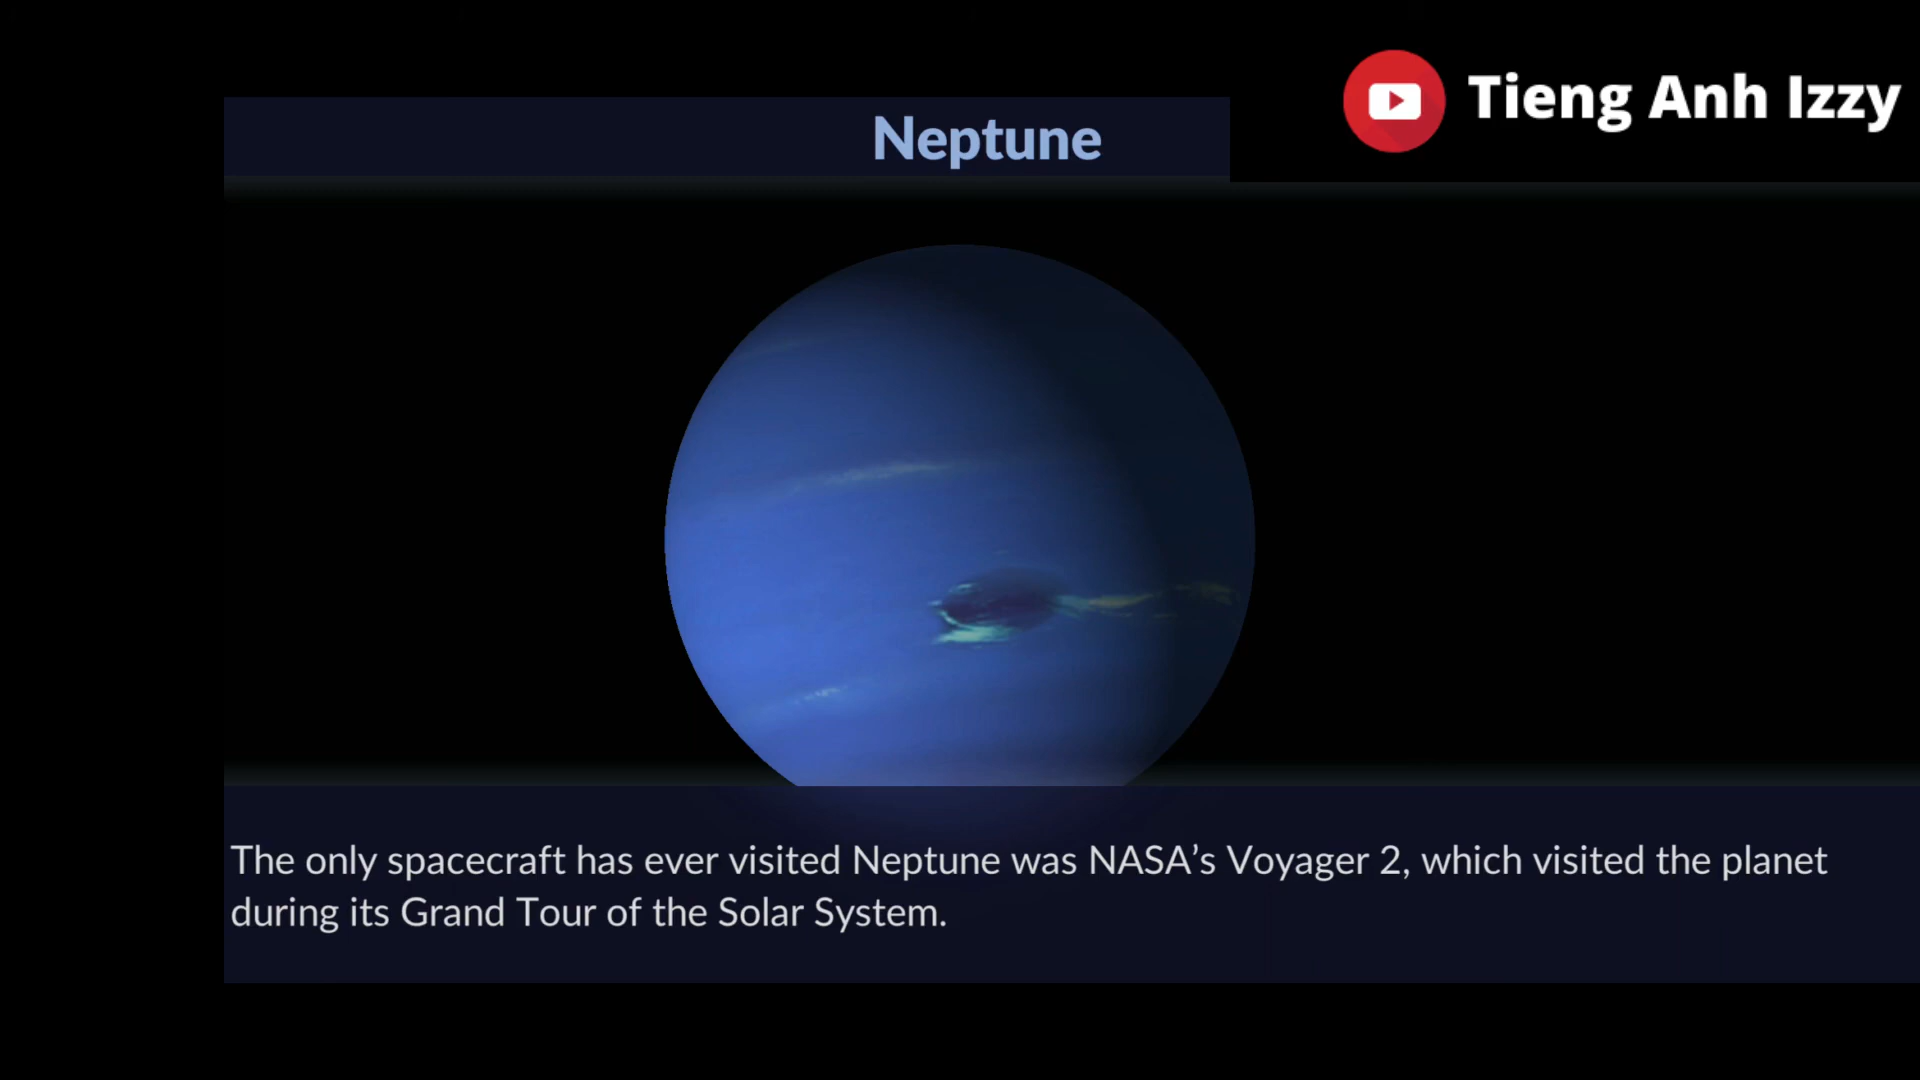 Tieng Anh Izzy
Neptune
The only spacecraft has ever visited Neptune was NASA’s Voyager 2, which visited the planet
during its Grand Tour of the Solar System.